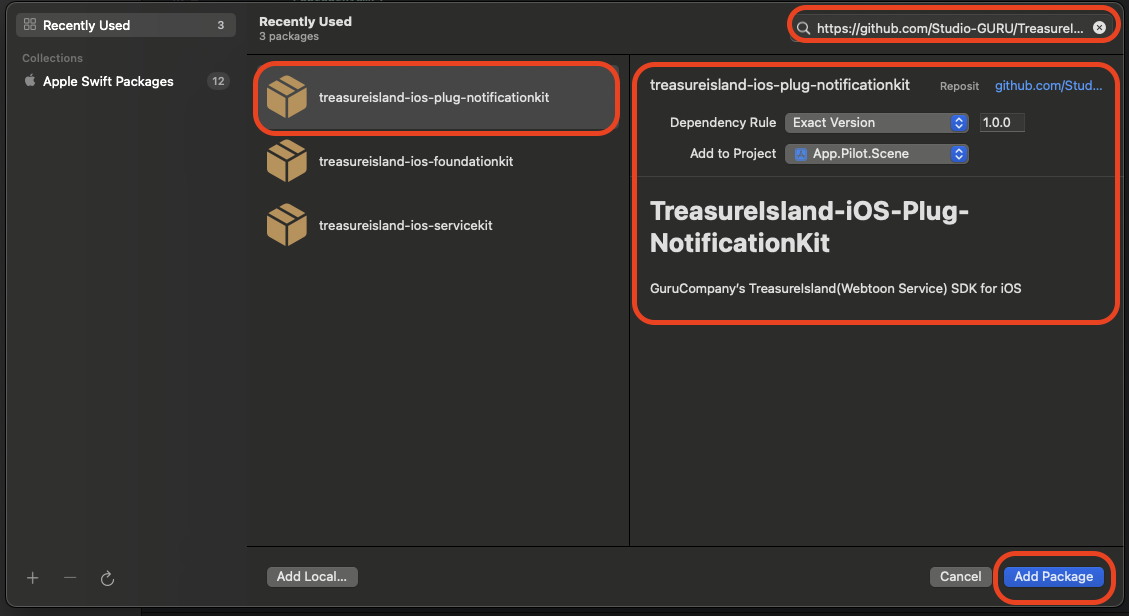 Recently Used
3
Collections
Apple Swift Packages
12
Recently Used
3 packages
https://github.com/Studio-GURU/TreasureI...
treasureisland-ios-plug-notificationkit
treasureisland-ios-foundationkit
treasureisland-ios-servicekit
treasureisland-ios-plug-notificationkit
Reposit
github.com/Stud...
Dependency Rule
Exact Version
1.0.0
Add to Project
App.Pilot.Scene
TreasureIsland-iOS-Plug-
NotificationKit
GuruCompany's TreasureIsland(Webtoon Service) SDK for iOS
Add Local...
Cancel
Add Package